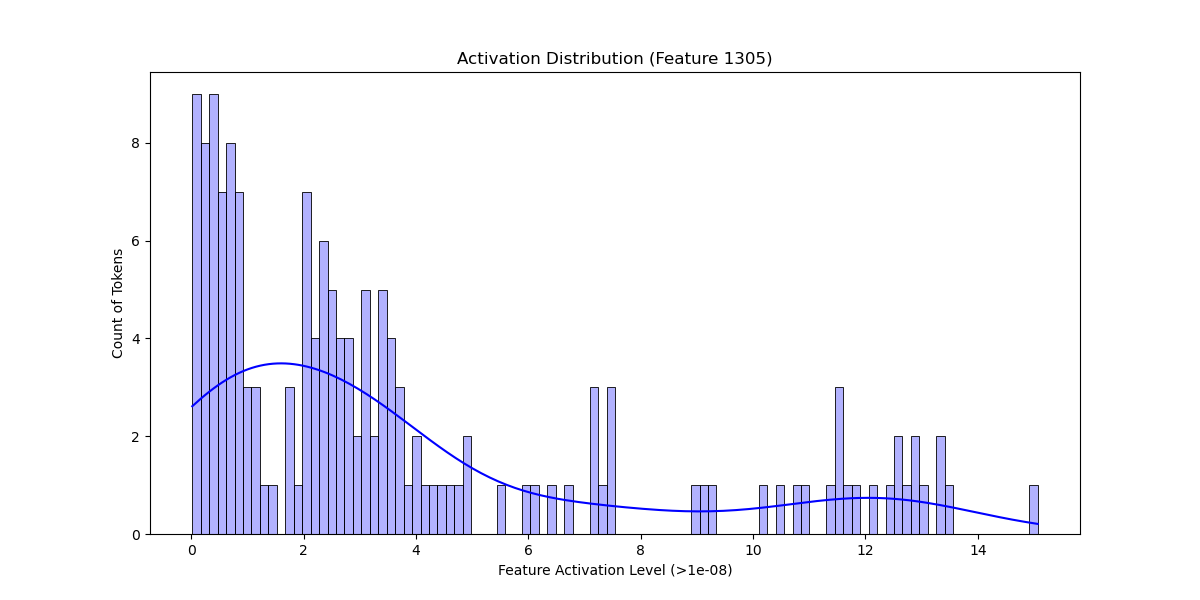 Activation Distribution (Feature 1305)
Count of Tokens
8
6
4
2
0
0 2 4 6 8 10 12 14
Feature Activation Level (>1e-08)